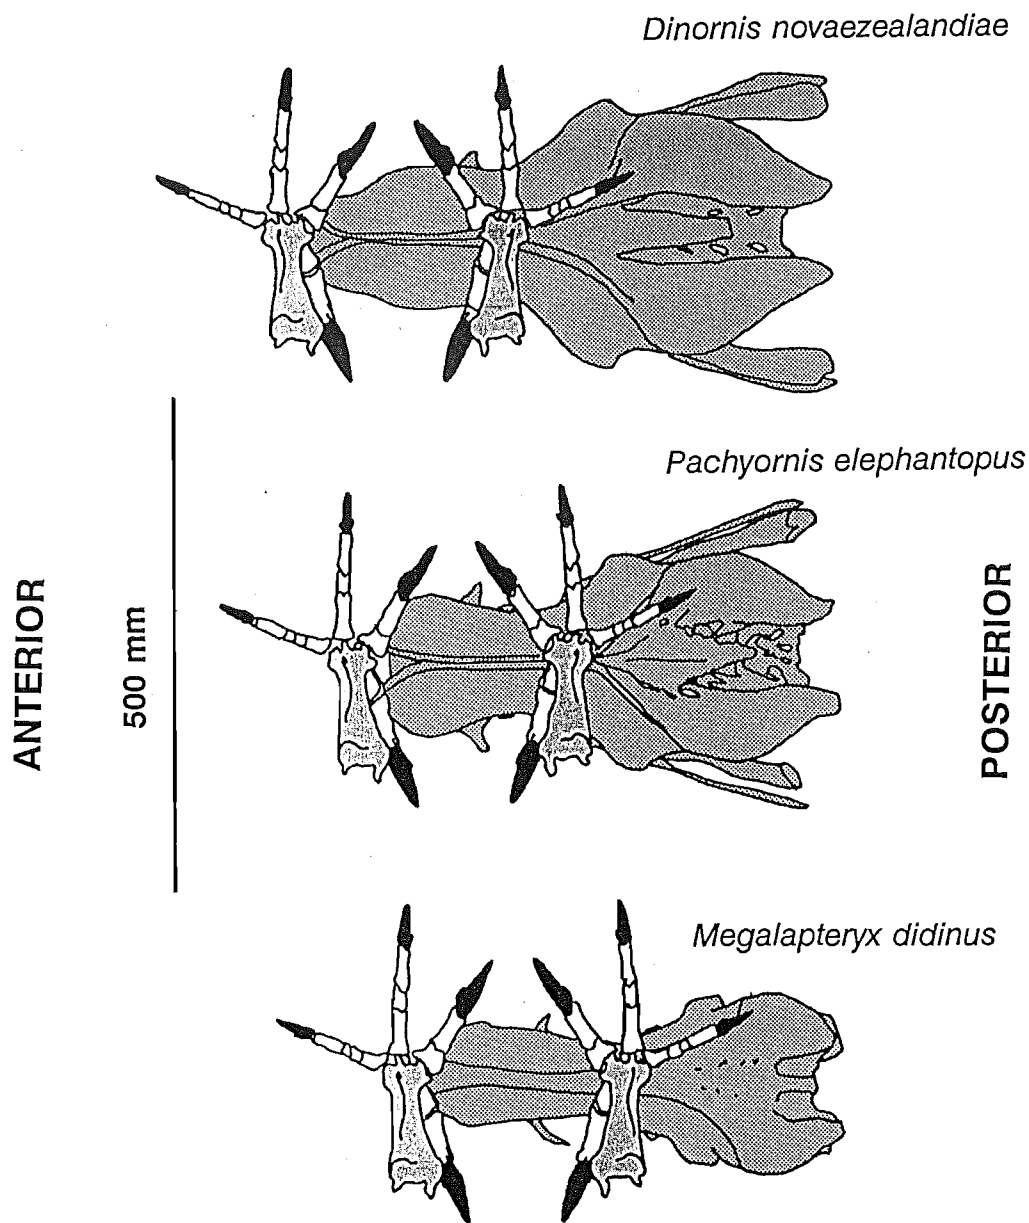 Dinornis novaezealandiae
Pachyornis elephantopus
ANTERIOR
500 mm
POSTERIOR
Megalapteryx didinus